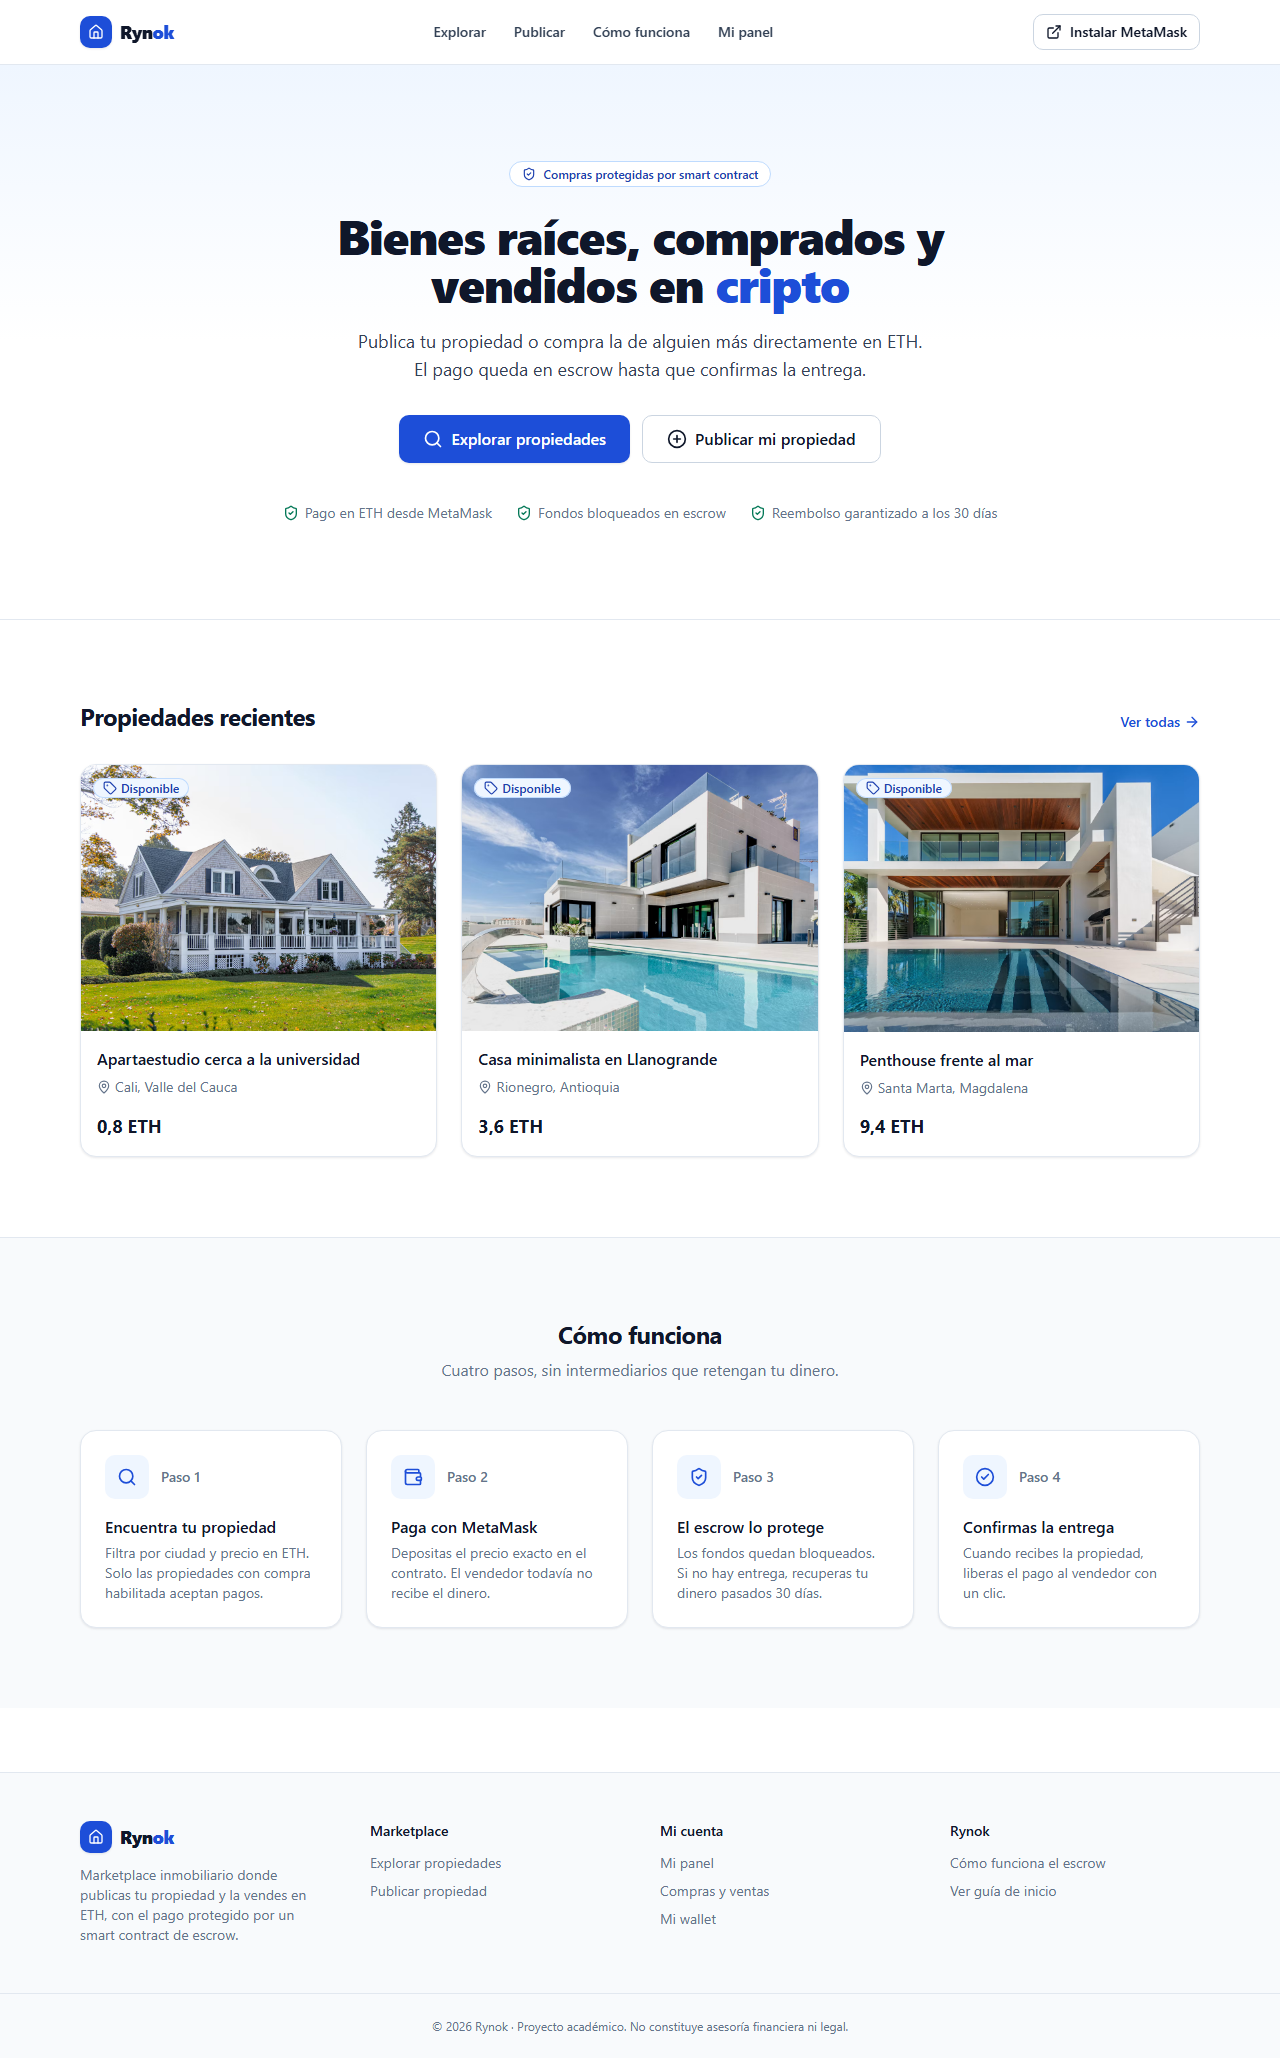 Rynok
Explorar
Publicar
Cómo funciona
Mi panel
Instalar MetaMask
Compras protegidas por smart contract
Bienes raíces, comprados y
vendidos en cripto
Publica tu propiedad o compra la de alguien más directamente en ETH.
El pago queda en escrow hasta que confirmas la entrega.
Explorar propiedades
Publicar mi propiedad
Pago en ETH desde MetaMask
Fondos bloqueados en escrow
Reembolso garantizado a los 30 días
Propiedades recientes
Ver todas
Disponible
Apartaestudio cerca a la universidad
Cali, Valle del Cauca
0,8 ETH
Disponible
Casa minimalista en Llanogrande
Rionegro, Antioquia
3,6 ETH
Disponible
Penthouse frente al mar
Santa Marta, Magdalena
9,4 ETH
Cómo funciona
Cuatro pasos, sin intermediarios que retengan tu dinero.
Paso 1
Encuentra tu propiedad
Filtra por ciudad y precio en ETH.
Solo las propiedades con compra
habilitada aceptan pagos.
Paso 2
Paga con MetaMask
Depositas el precio exacto en el
contrato. El vendedor todavía no
recibe el dinero.
Paso 3
El escrow lo protege
Los fondos quedan bloqueados.
Si no hay entrega, recuperas tu
dinero pasados 30 días.
Paso 4
Confirmas la entrega
Cuando recibes la propiedad,
liberas el pago al vendedor con
un clic.
Rynok
Marketplace inmobiliario donde
publicas tu propiedad y la vendes en
ETH, con el pago protegido por un
smart contract de escrow.
Marketplace
Explorar propiedades
Publicar propiedad
Mi cuenta
Mi panel
Compras y ventas
Mi wallet
Rynok
Cómo funciona el escrow
Ver guía de inicio
© 2026 Rynok · Proyecto académico. No constituye asesoría financiera ni legal.